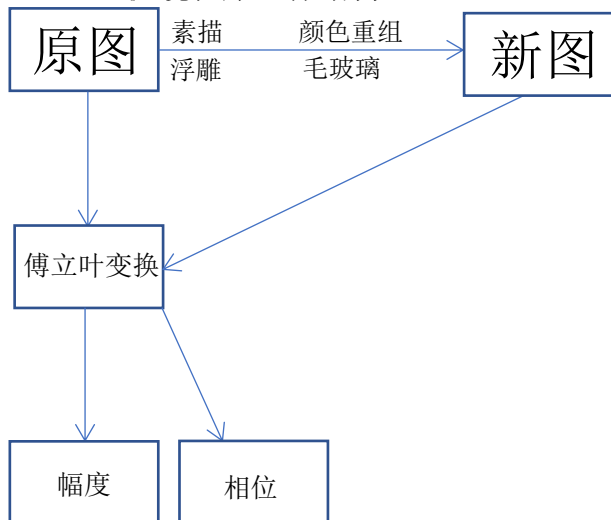 原图
素描 颜色重组
新图
浮雕 毛玻璃
傅立叶变换
幅度
相位